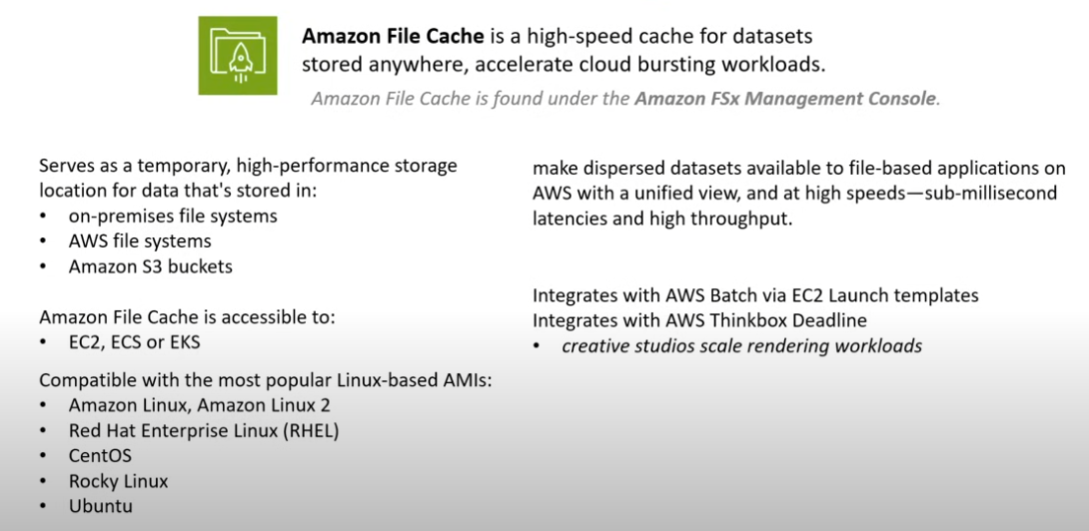 Amazon File Cache is a high-speed cache for datasets
stored anywhere, accelerate cloud bursting workloads.
Amazon File Cache is found under the Amazon FSx Management Console.
Serves as a temporary, high-performance storage
location for data that's stored in:
• on-premises file systems
• AWS file systems
• Amazon S3 buckets
Amazon File Cache is accessible to:
• EC2, ECS or EKS
Compatible with the most popular Linux-based AMIs:
• Amazon Linux, Amazon Linux 2
• Red Hat Enterprise Linux (RHEL)
• CentOS
• Rocky Linux
• Ubuntu
make dispersed datasets available to file-based applications on
AWS with a unified view, and at high speeds—sub-millisecond
latencies and high throughput.
Integrates with AWS Batch via EC2 Launch templates
Integrates with AWS Thinkbox Deadline
• creative studios scale rendering workloads